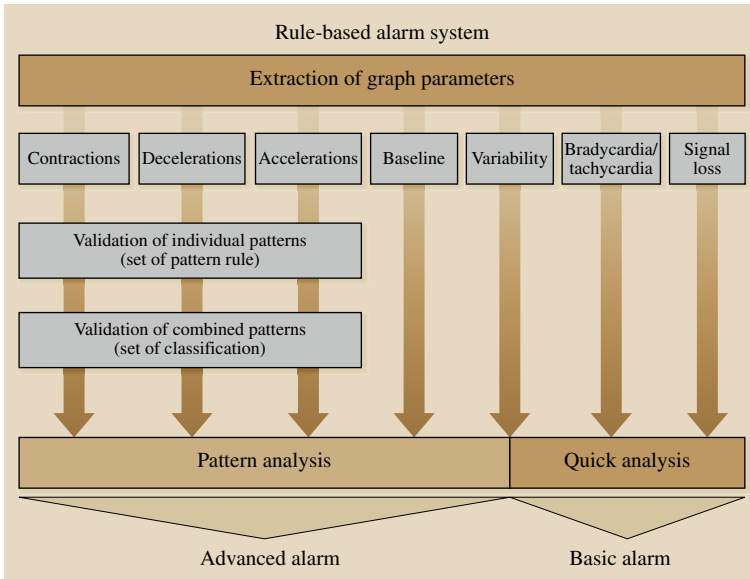 Rule-based alarm system
Extraction of graph parameters
Contractions
Decelerations
Accelerations
Baseline
Variability
Bradycardia/
tachycardia
Signal
loss
Validation of individual patterns
(set of pattern rule)
Validation of combined patterns
(set of classification)
Pattern analysis
Quick analysis
Advanced alarm
Basic alarm